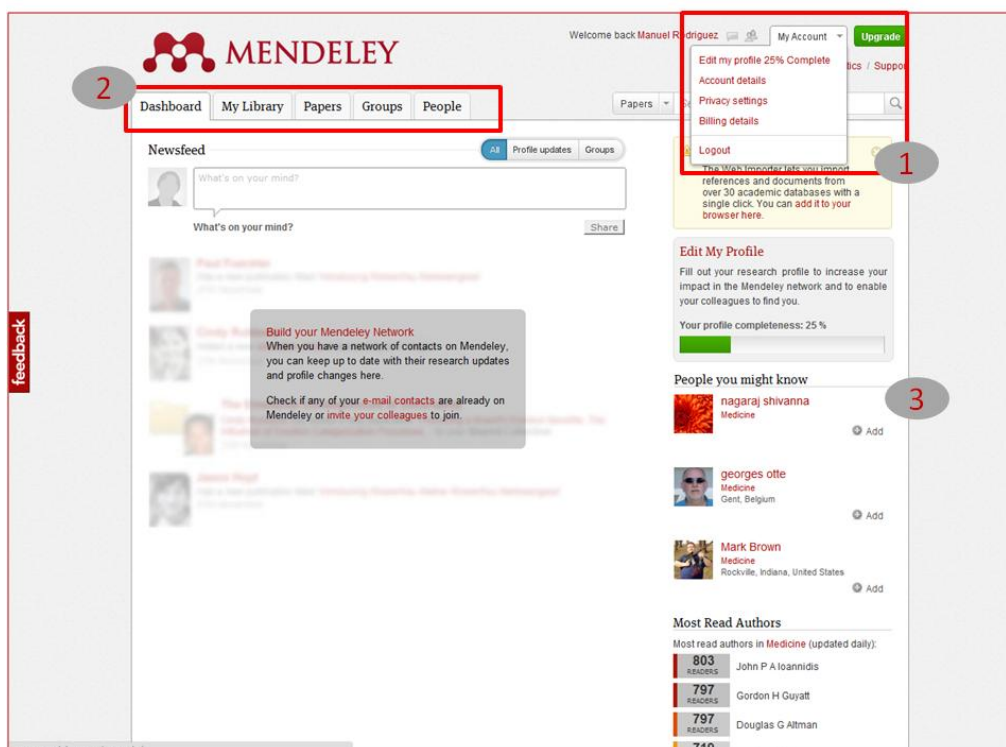 MENDELEY
Welcome back Manuel Rodriguez
My Account
Upgrade
Edit my profile 25% Complete
Account details
Privacy settings
Billing details
Logout
/ Suppor
1
2
Dashboard
My Library
Papers
Groups
People
Papers
Newsfeed
All
Profile updates
Groups
What's on your mind?
What's on your mind?
Share
The Web Importer lets you import
references and documents from
over 30 academic databases with a
single click. You can add it to your
browser here.
Edit My Profile
Fill out your research profile to increase your
impact in the Mendeley network and to enable
your colleagues to find you.
Your profile completeness: 25 %
feedback
Build your Mendeley Network
When you have a network of contacts on Mendeley,
you can keep up to date with their research updates
and profile changes here.
Check if any of your e-mail contacts are already on
Mendeley or invite your colleagues to join.
People you might know
3
nagaraj shivanna
Medicine
Add
georges otte
Medicine
Gent, Belgium
Add
Mark Brown
Medicine
Rockville, Indiana, United States
Add
Most Read Authors
Most read authors in Medicine (updated daily):
803
READERS
John P A Ioannidis
797
READERS
Gordon H Guyatt
797
READERS
Douglas G Altman